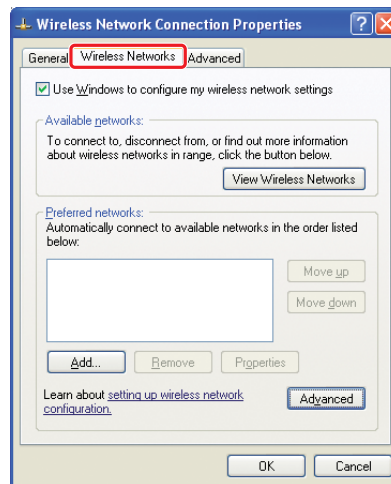 Wireless Network Connection Properties
General Wireless Networks Advanced
Use Windows to configure my wireless network settings
Available networks:
To connect to, disconnect from, or find out more information
about wireless networks in range, click the button below.
View Wireless Networks
Preferred networks:
Automatically connect to available networks in the order listed
below:
Move up
Move down
Add... Remove Properties
Learn about setting up wireless network
configuration.
Advanced
OK Cancel